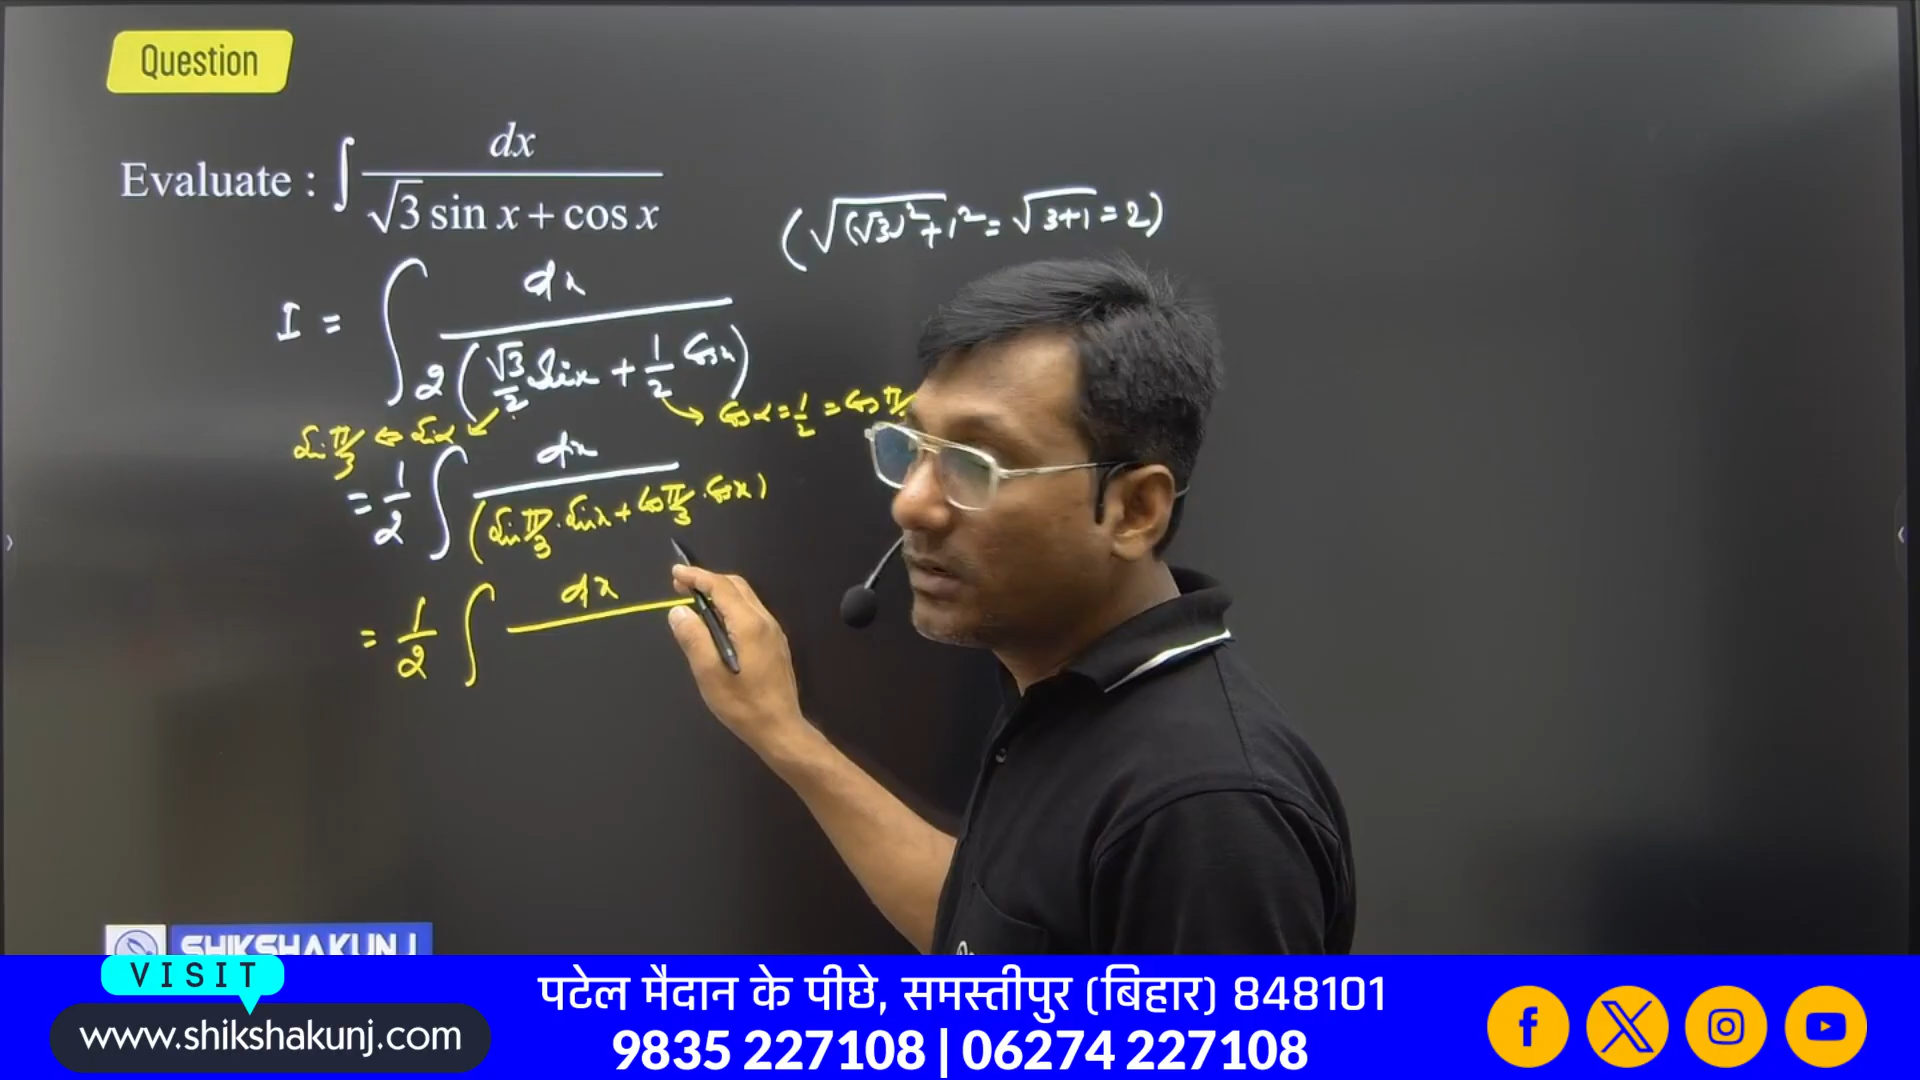 Question
Evaluate : ∫ dx / (√3 sin x + cos x)
(√((√3)² + 1²) = √(3+1) = 2)
I = ∫ dx / 2(√3/2 sin x + 1/2 cos x)
sin π/3 ⇔ sin α
cos α = 1/2 = cos π
= 1/2 ∫ dx / (sin π/3 · sin x + cos π/3 · cos x)
= 1/2 ∫ dx
SHIKSHAKUNJ
VISIT
www.shikshakunj.com
पटेल मैदान के पीछे, समस्तीपुर (बिहार) 848101
9835 227108 | 06274 227108